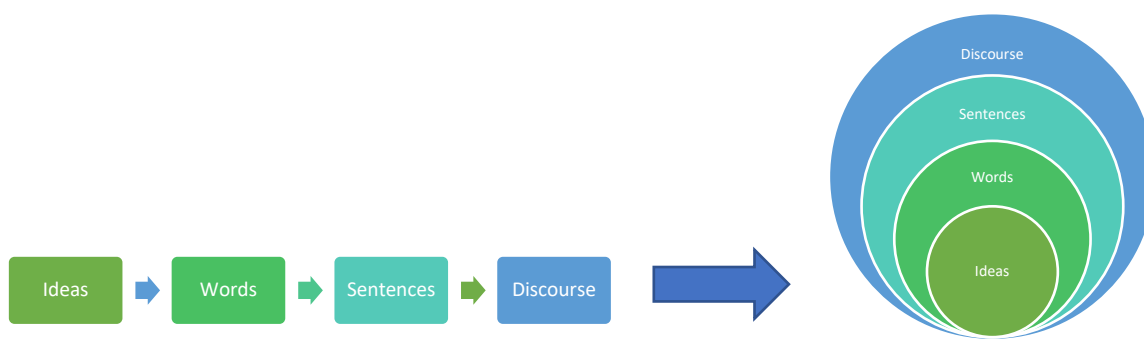 Ideas
Words
Sentences
Discourse
Discourse
Sentences
Words
Ideas